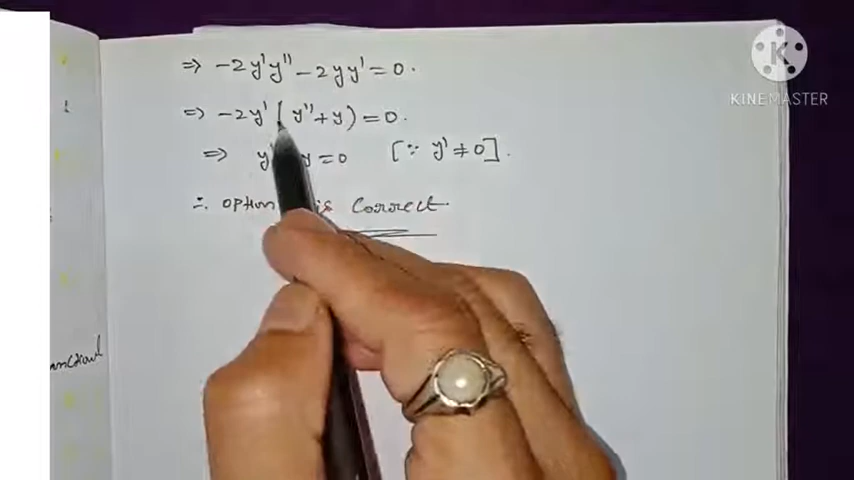 ⇒ -2y'y'' - 2yy' = 0.
⇒ -2y' ( y'' + y) = 0.
⇒ y = 0 [∵ y' ≠ 0].
∴ option is correct.
KINEMASTER